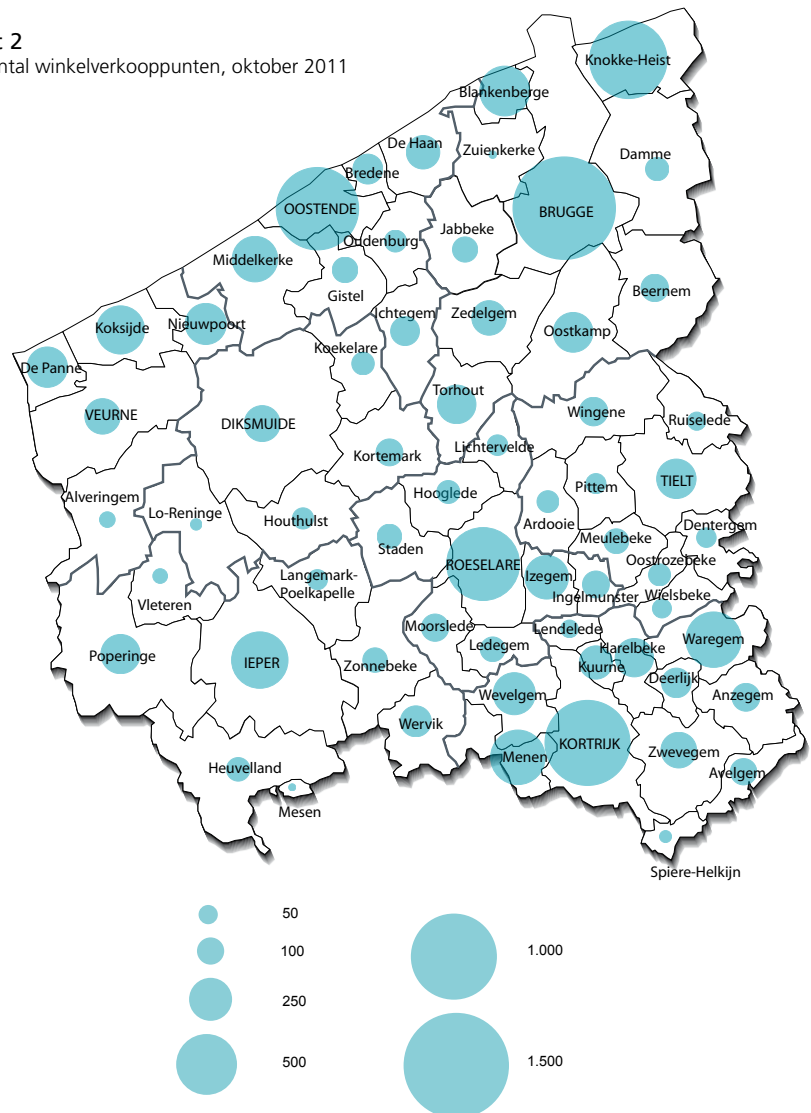 2
ntal winkelverkooppunten, oktober 2011
Knokke-Heist
Blankenberge
De Haan
Zuienkerke
Damme
Bredene
OOSTENDE
BRUGGE
Oudenburg
Jabbeke
Middelkerke
Gistel
Beernem
Koksijde
Nieuwpoort
Ichtegem
Zedelgem
Oostkamp
Koekelare
De Panne
Torhout
VEURNE
DIKSMUIDE
Wingene
Ruiselede
Lichtervelde
Kortemark
TIELT
Pittem
Alveringem
Lo-Reninge
Hooglede
Houthulst
Ardooie
Dentergem
Staden
Meulebeke
Oostrozebeke
ROESELARE
Izegem
Langemark-
Poelkapelle
Ingelmunster
Wielsbeke
Vleteren
Moorslede
Lendelede
Ledegem
Harelbeke
Waregem
Poperinge
IEPER
Zonnebeke
Kuurne
Deerlijk
Wevelgem
Anzegem
Wervik
KORTRIJK
Zwevegem
Menen
Heuvelland
Avelgem
Mesen
Spiere-Helkijn
50
100
250
500
1.000
1.500